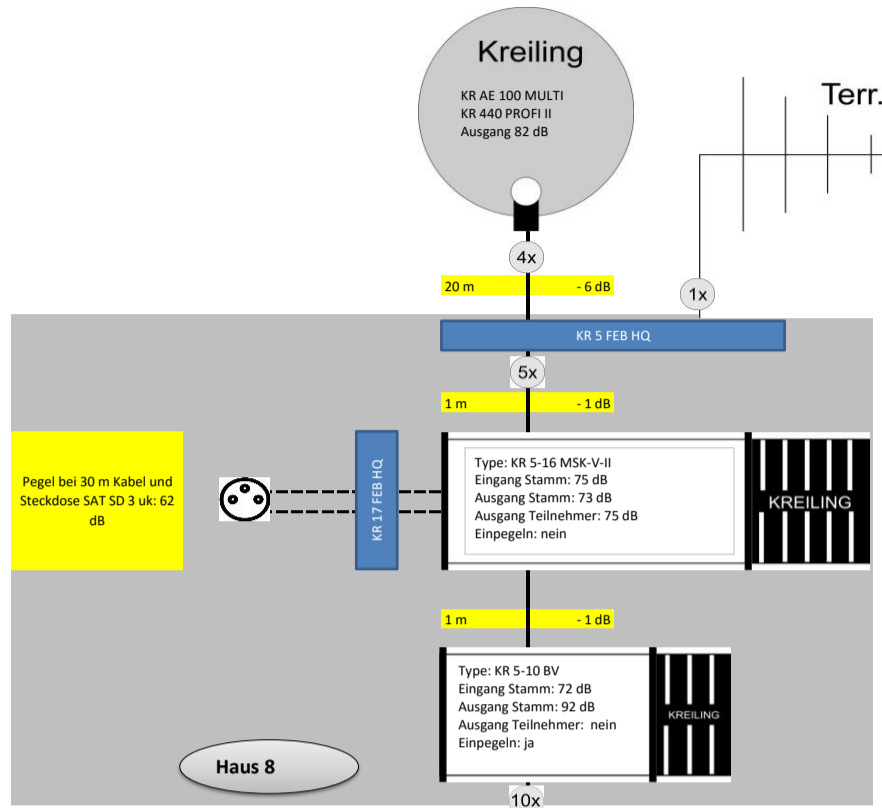 Kreiling
KR AE 100 MULTI
KR 440 PROFI II
Ausgang 82 dB
Terr.
4x
20 m - 6 dB
1x
KR 5 FEB HQ
5x
1 m - 1 dB
Pegel bei 30 m Kabel und
Steckdose SAT SD 3 uk: 62
dB
KR 17 FEB HQ
Type: KR 5-16 MSK-V-II
Eingang Stamm: 75 dB
Ausgang Stamm: 73 dB
Ausgang Teilnehmer: 75 dB
Einpegeln: nein
KREILING
1 m - 1 dB
Type: KR 5-10 BV
Eingang Stamm: 72 dB
Ausgang Stamm: 92 dB
Ausgang Teilnehmer: nein
Einpegeln: ja
KREILING
Haus 8
10x